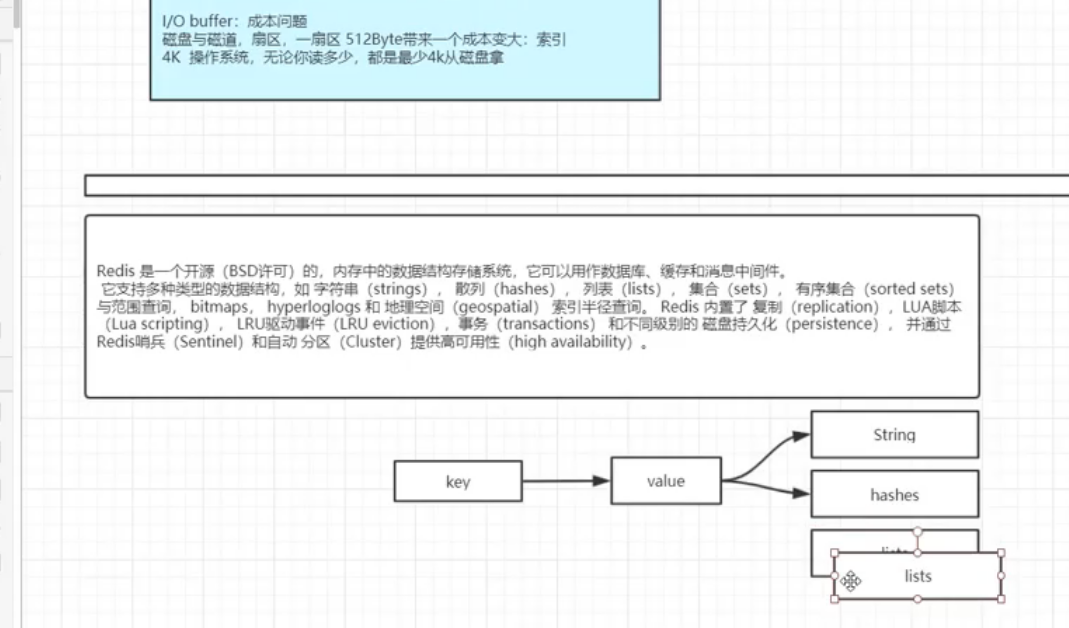 I/O buffer：成本问题
磁盘与磁道，扇区，一扇区 512Byte带来一个成本变大：索引
4K 操作系统，无论你读多少，都是最少4k从磁盘拿
Redis 是一个开源（BSD许可）的，内存中的数据结构存储系统，它可以用作数据库、缓存和消息中间件。
它支持多种类型的数据结构，如 字符串（strings）， 散列（hashes）， 列表（lists）， 集合（sets）， 有序集合（sorted sets）
与范围查询， bitmaps， hyperloglogs 和 地理空间（geospatial） 索引半径查询。 Redis 内置了 复制（replication），LUA脚本
（Lua scripting）， LRU驱动事件（LRU eviction），事务（transactions） 和不同级别的 磁盘持久化（persistence）， 并通过
Redis哨兵（Sentinel）和自动 分区（Cluster）提供高可用性（high availability）。
String
key
value
hashes
lists
lists